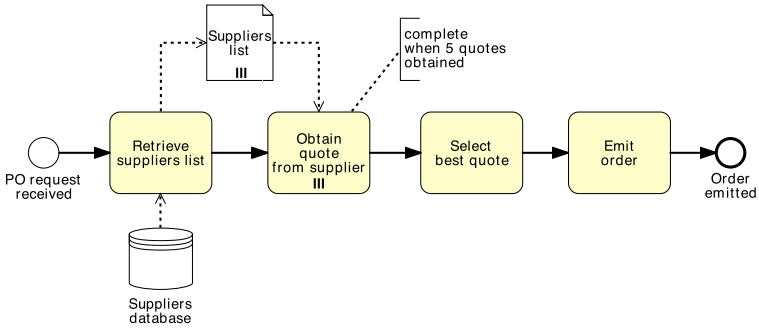 Suppliers
list
complete
when 5 quotes
obtained
PO request
received
Retrieve
suppliers list
Obtain
quote
from supplier
Select
best quote
Emit
order
Order
emitted
Suppliers
database